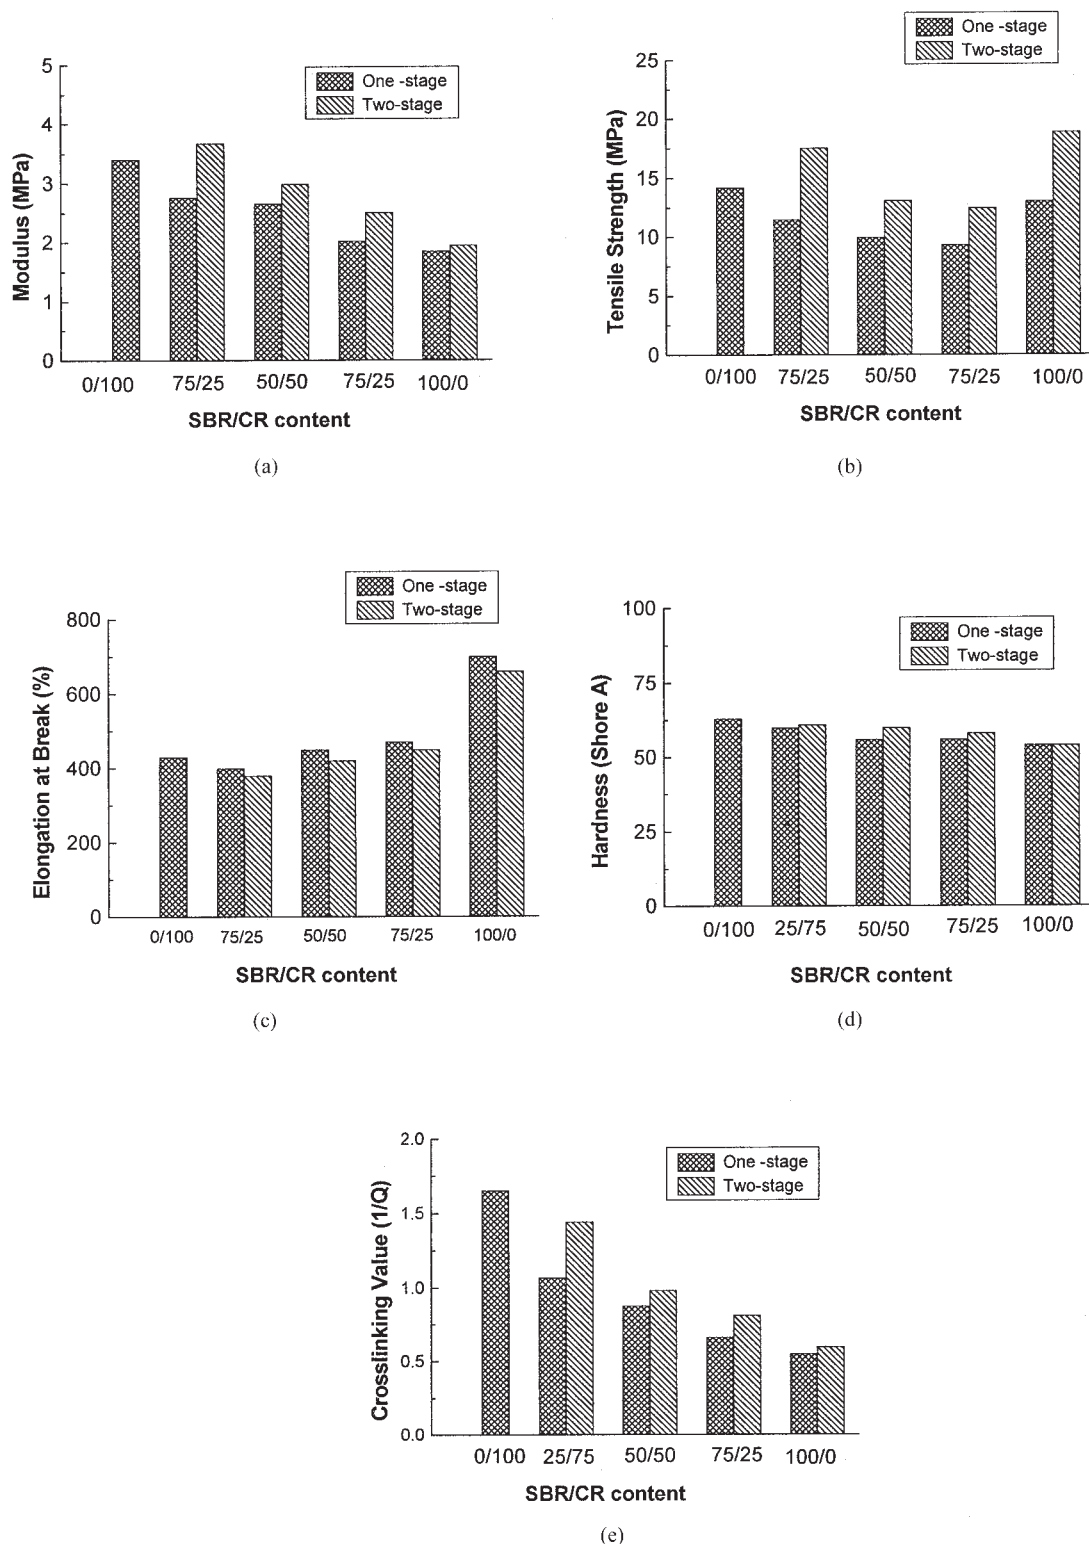 One -stage
Two-stage
5
4
3
2
1
0
Modulus (MPa)
0/100 75/25 50/50 75/25 100/0
SBR/CR content
(a)
One -stage
Two-stage
25
20
15
10
5
0
Tensile Strength (MPa)
0/100 75/25 50/50 75/25 100/0
SBR/CR content
(b)
One -stage
Two-stage
800
600
400
200
0
Elongation at Break (%)
0/100 75/25 50/50 75/25 100/0
SBR/CR content
(c)
One -stage
Two-stage
100
75
50
25
0
Hardness (Shore A)
0/100 25/75 50/50 75/25 100/0
SBR/CR content
(d)
One -stage
Two-stage
2.0
1.5
1.0
0.5
0.0
Crosslinking Value (1/Q)
0/100 25/75 50/50 75/25 100/0
SBR/CR content
(e)